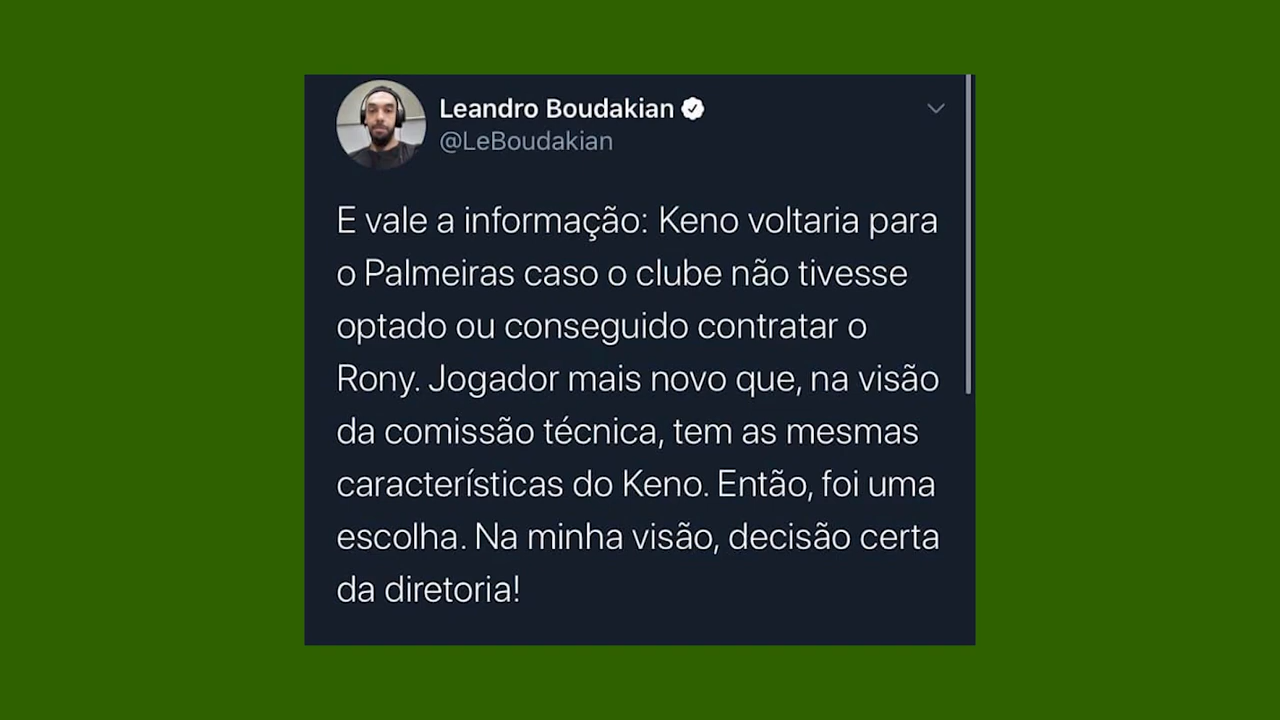 Leandro Boudakian
@LeBoudakian
E vale a informação: Keno voltaria para
o Palmeiras caso o clube não tivesse
optado ou conseguido contratar o
Rony. Jogador mais novo que, na visão
da comissão técnica, tem as mesmas
características do Keno. Então, foi uma
escolha. Na minha visão, decisão certa
da diretoria!